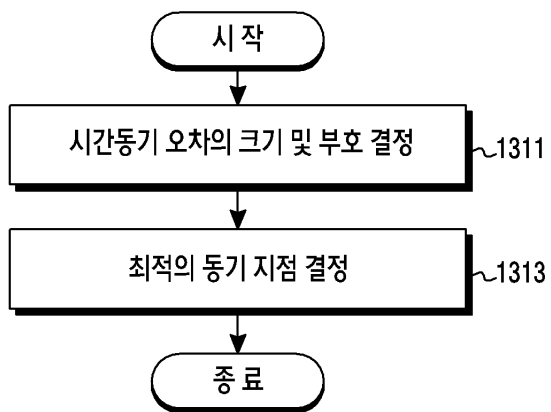 시작
시간동기 오차의 크기 및 부호 결정
1311
최적의 동기 지점 결정
1313
종료